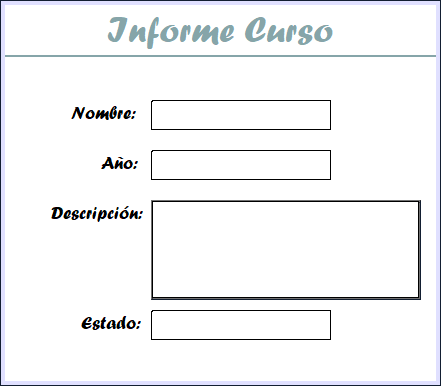 Informe Curso
Nombre:
Año:
Descripción:
Estado: